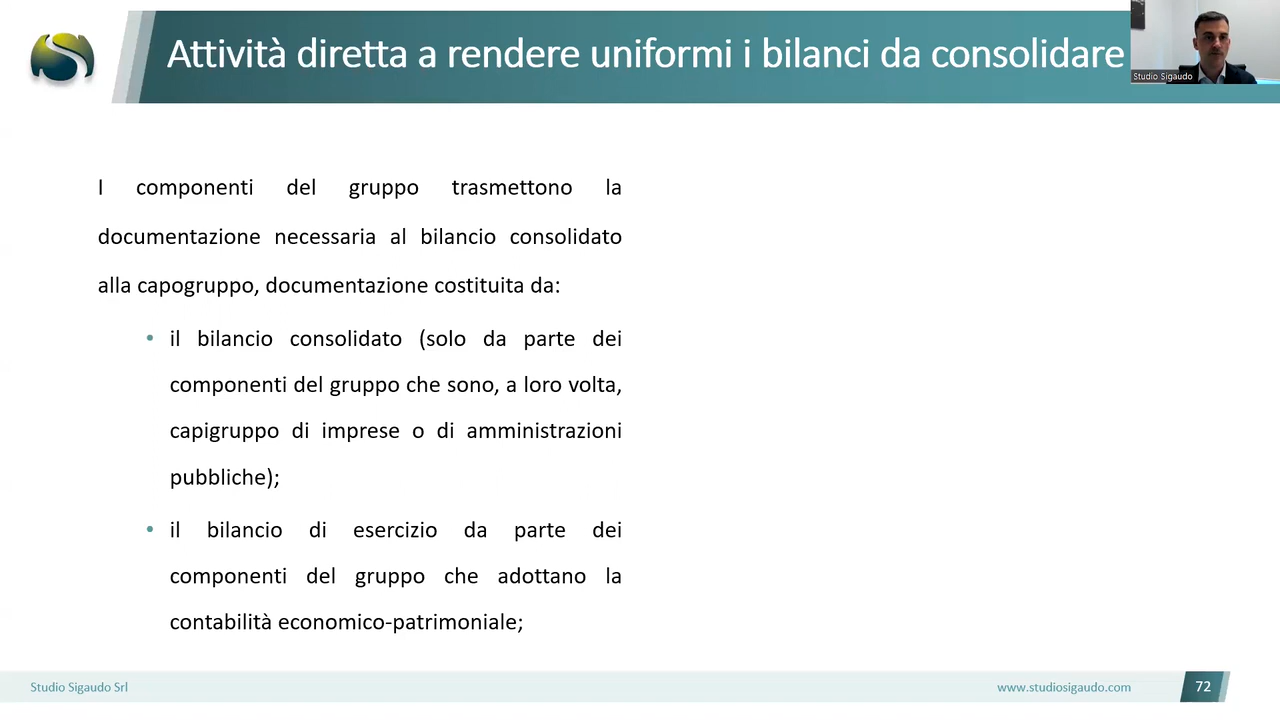 Attività diretta a rendere uniformi i bilanci da consolidare
Studio Sigaudo
I componenti del gruppo trasmettono la
documentazione necessaria al bilancio consolidato
alla capogruppo, documentazione costituita da:
• il bilancio consolidato (solo da parte dei
componenti del gruppo che sono, a loro volta,
capigruppo di imprese o di amministrazioni
pubbliche);
• il bilancio di esercizio da parte dei
componenti del gruppo che adottano la
contabilità economico-patrimoniale;
Studio Sigaudo Srl
www.studiosigaudo.com
72